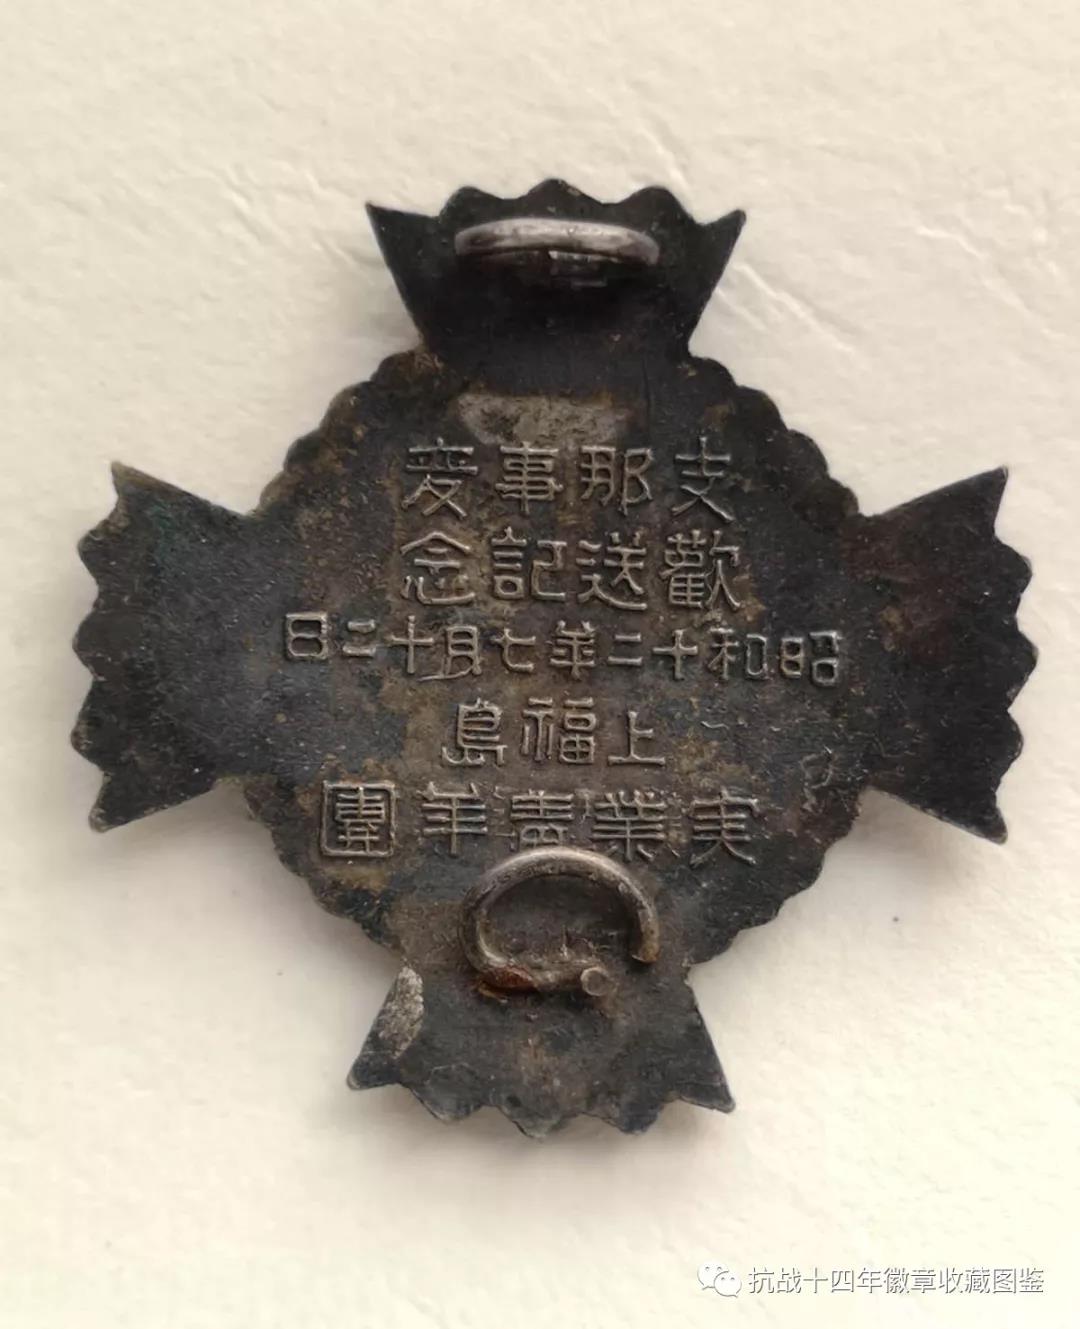 支那事变
歡送記念
昭和十二年七月十二日
上福島
実業青年團
抗战十四年徽章收藏图鉴